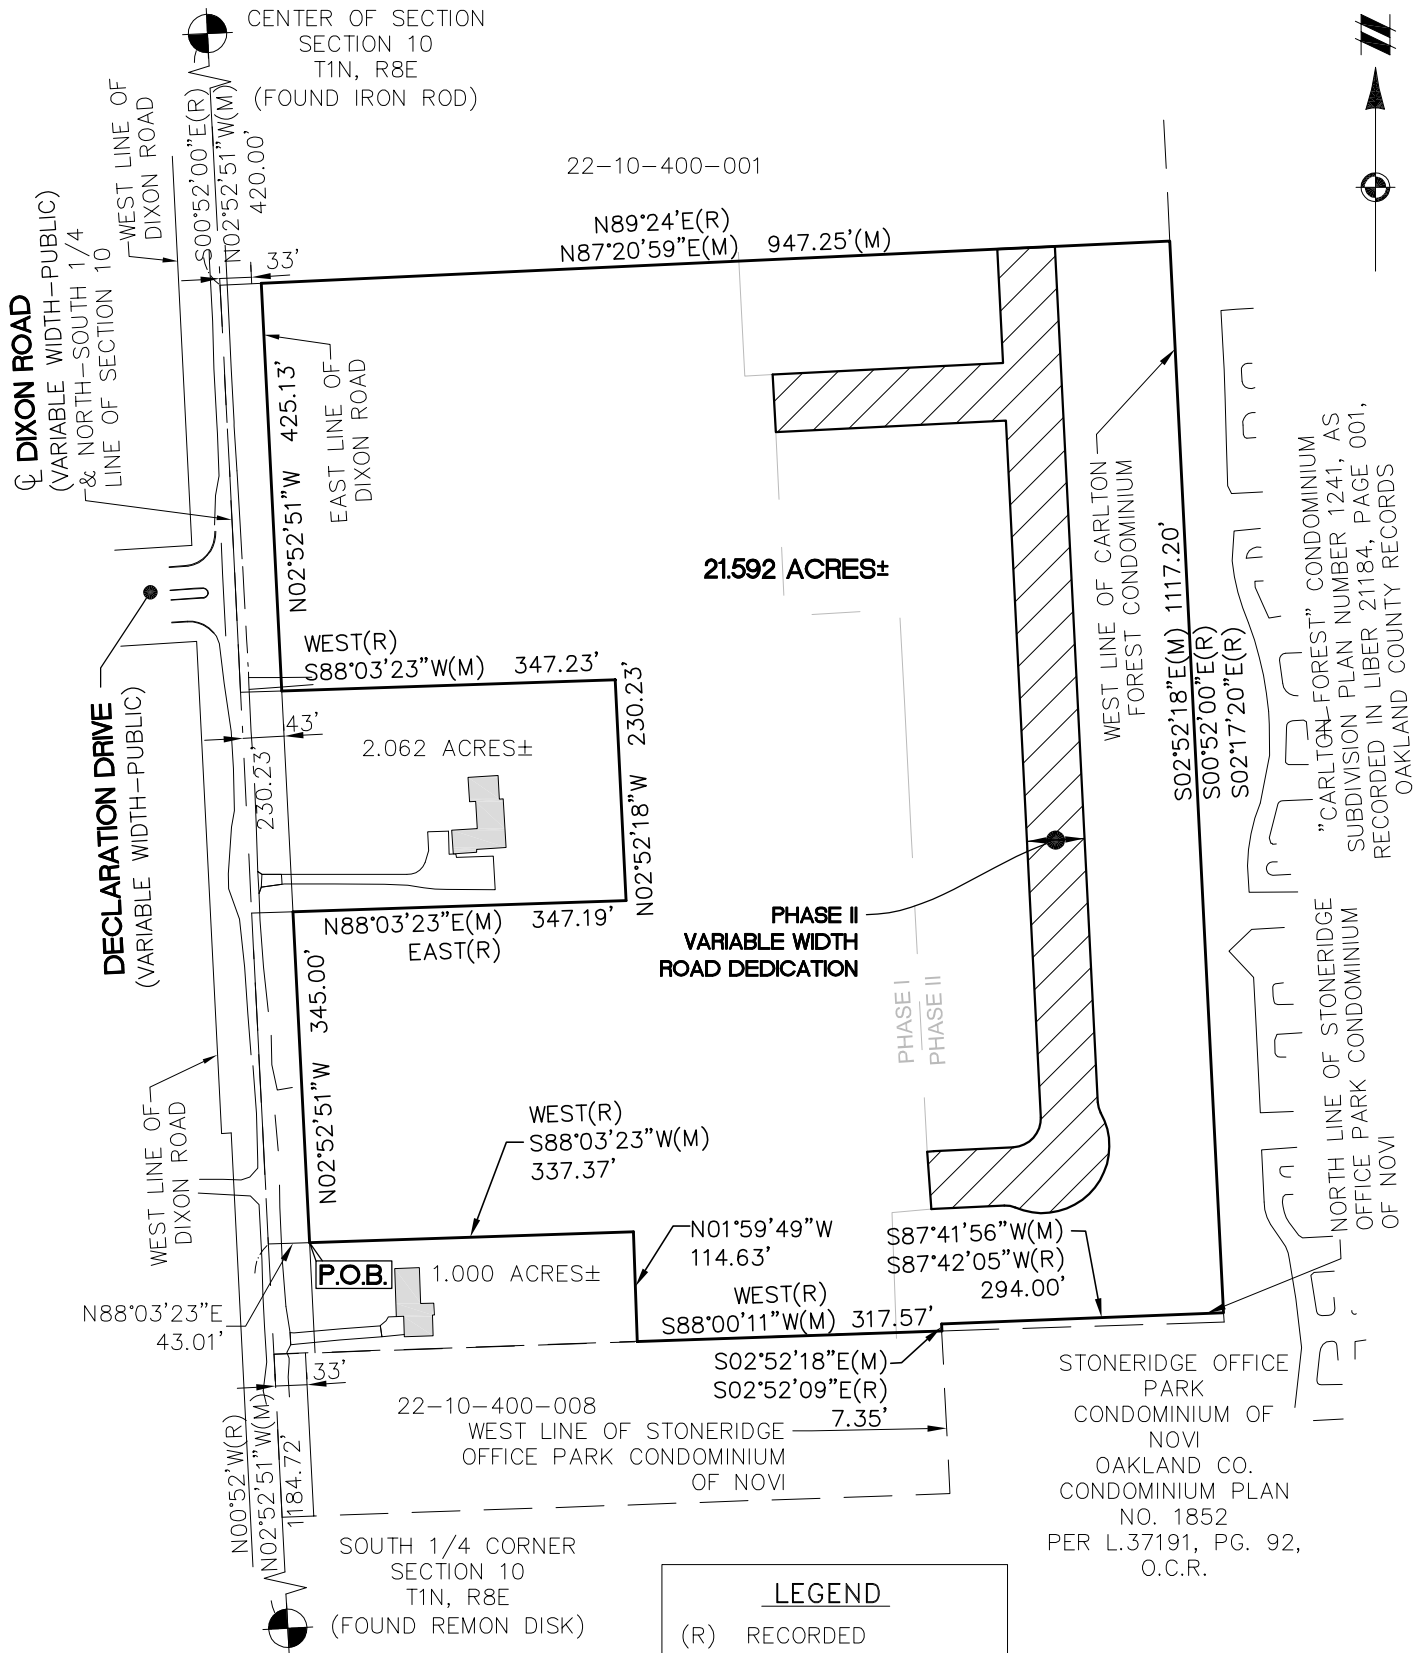 CENTER OF SECTION
SECTION 10
T1N, R8E
(FOUND IRON ROD)
WEST LINE OF
DIXON ROAD
S00°52'00"E(R)
N02°52'51"W(M)
420.00'
℄ DIXON ROAD
(VARIABLE WIDTH-PUBLIC)
& NORTH-SOUTH 1/4
LINE OF SECTION 10
33'
22-10-400-001
N89°24'E(R)
N87°20'59"E(M) 947.25'(M)
N02°52'51"W 425.13'
EAST LINE OF
DIXON ROAD
21.592 ACRES±
WEST LINE OF CARLTON
FOREST CONDOMINIUM
S02°52'18"E(M) 1117.20'
S00°52'00"E(R)
S02°17'20"E(R)
"CARLTON FOREST" CONDOMINIUM
SUBDIVISION PLAN NUMBER 1241, AS
RECORDED IN LIBER 21184, PAGE 001,
OAKLAND COUNTY RECORDS
WEST(R)
S88°03'23"W(M) 347.23'
DECLARATION DRIVE
(VARIABLE WIDTH-PUBLIC)
43'
230.23'
2.062 ACRES±
N02°52'18"W 230.23'
N88°03'23"E(M) 347.19'
EAST(R)
PHASE II
VARIABLE WIDTH
ROAD DEDICATION
PHASE I
PHASE II
N02°52'51"W 345.00'
WEST LINE OF
DIXON ROAD
WEST(R)
S88°03'23"W(M)
337.37'
NORTH LINE OF STONERIDGE
OFFICE PARK CONDOMINIUM
OF NOVI
N01°59'49"W
114.63'
S87°41'56"W(M)
S87°42'05"W(R)
294.00'
P.O.B.
1.000 ACRES±
N88°03'23"E
43.01'
WEST(R)
S88°00'11"W(M) 317.57'
S02°52'18"E(M)
S02°52'09"E(R)
7.35'
33'
22-10-400-008
WEST LINE OF STONERIDGE
OFFICE PARK CONDOMINIUM
OF NOVI
N00°52'W(R)
N02°52'51"W(M)
1184.72'
STONERIDGE OFFICE
PARK
CONDOMINIUM OF
NOVI
OAKLAND CO.
CONDOMINIUM PLAN
NO. 1852
PER L.37191, PG. 92,
O.C.R.
SOUTH 1/4 CORNER
SECTION 10
T1N, R8E
(FOUND REMON DISK)
LEGEND
(R) RECORDED